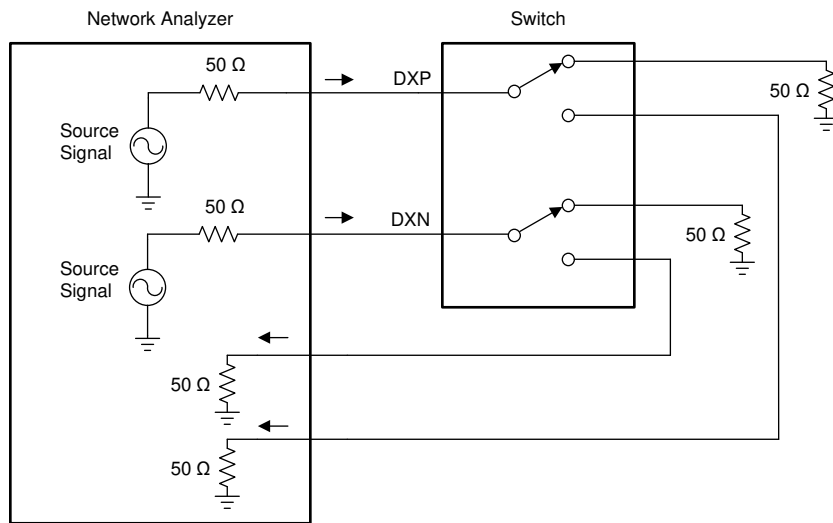 Network Analyzer
Switch
50 Ω
DXP
50 Ω
Source
Signal
50 Ω
DXN
50 Ω
Source
Signal
50 Ω
50 Ω